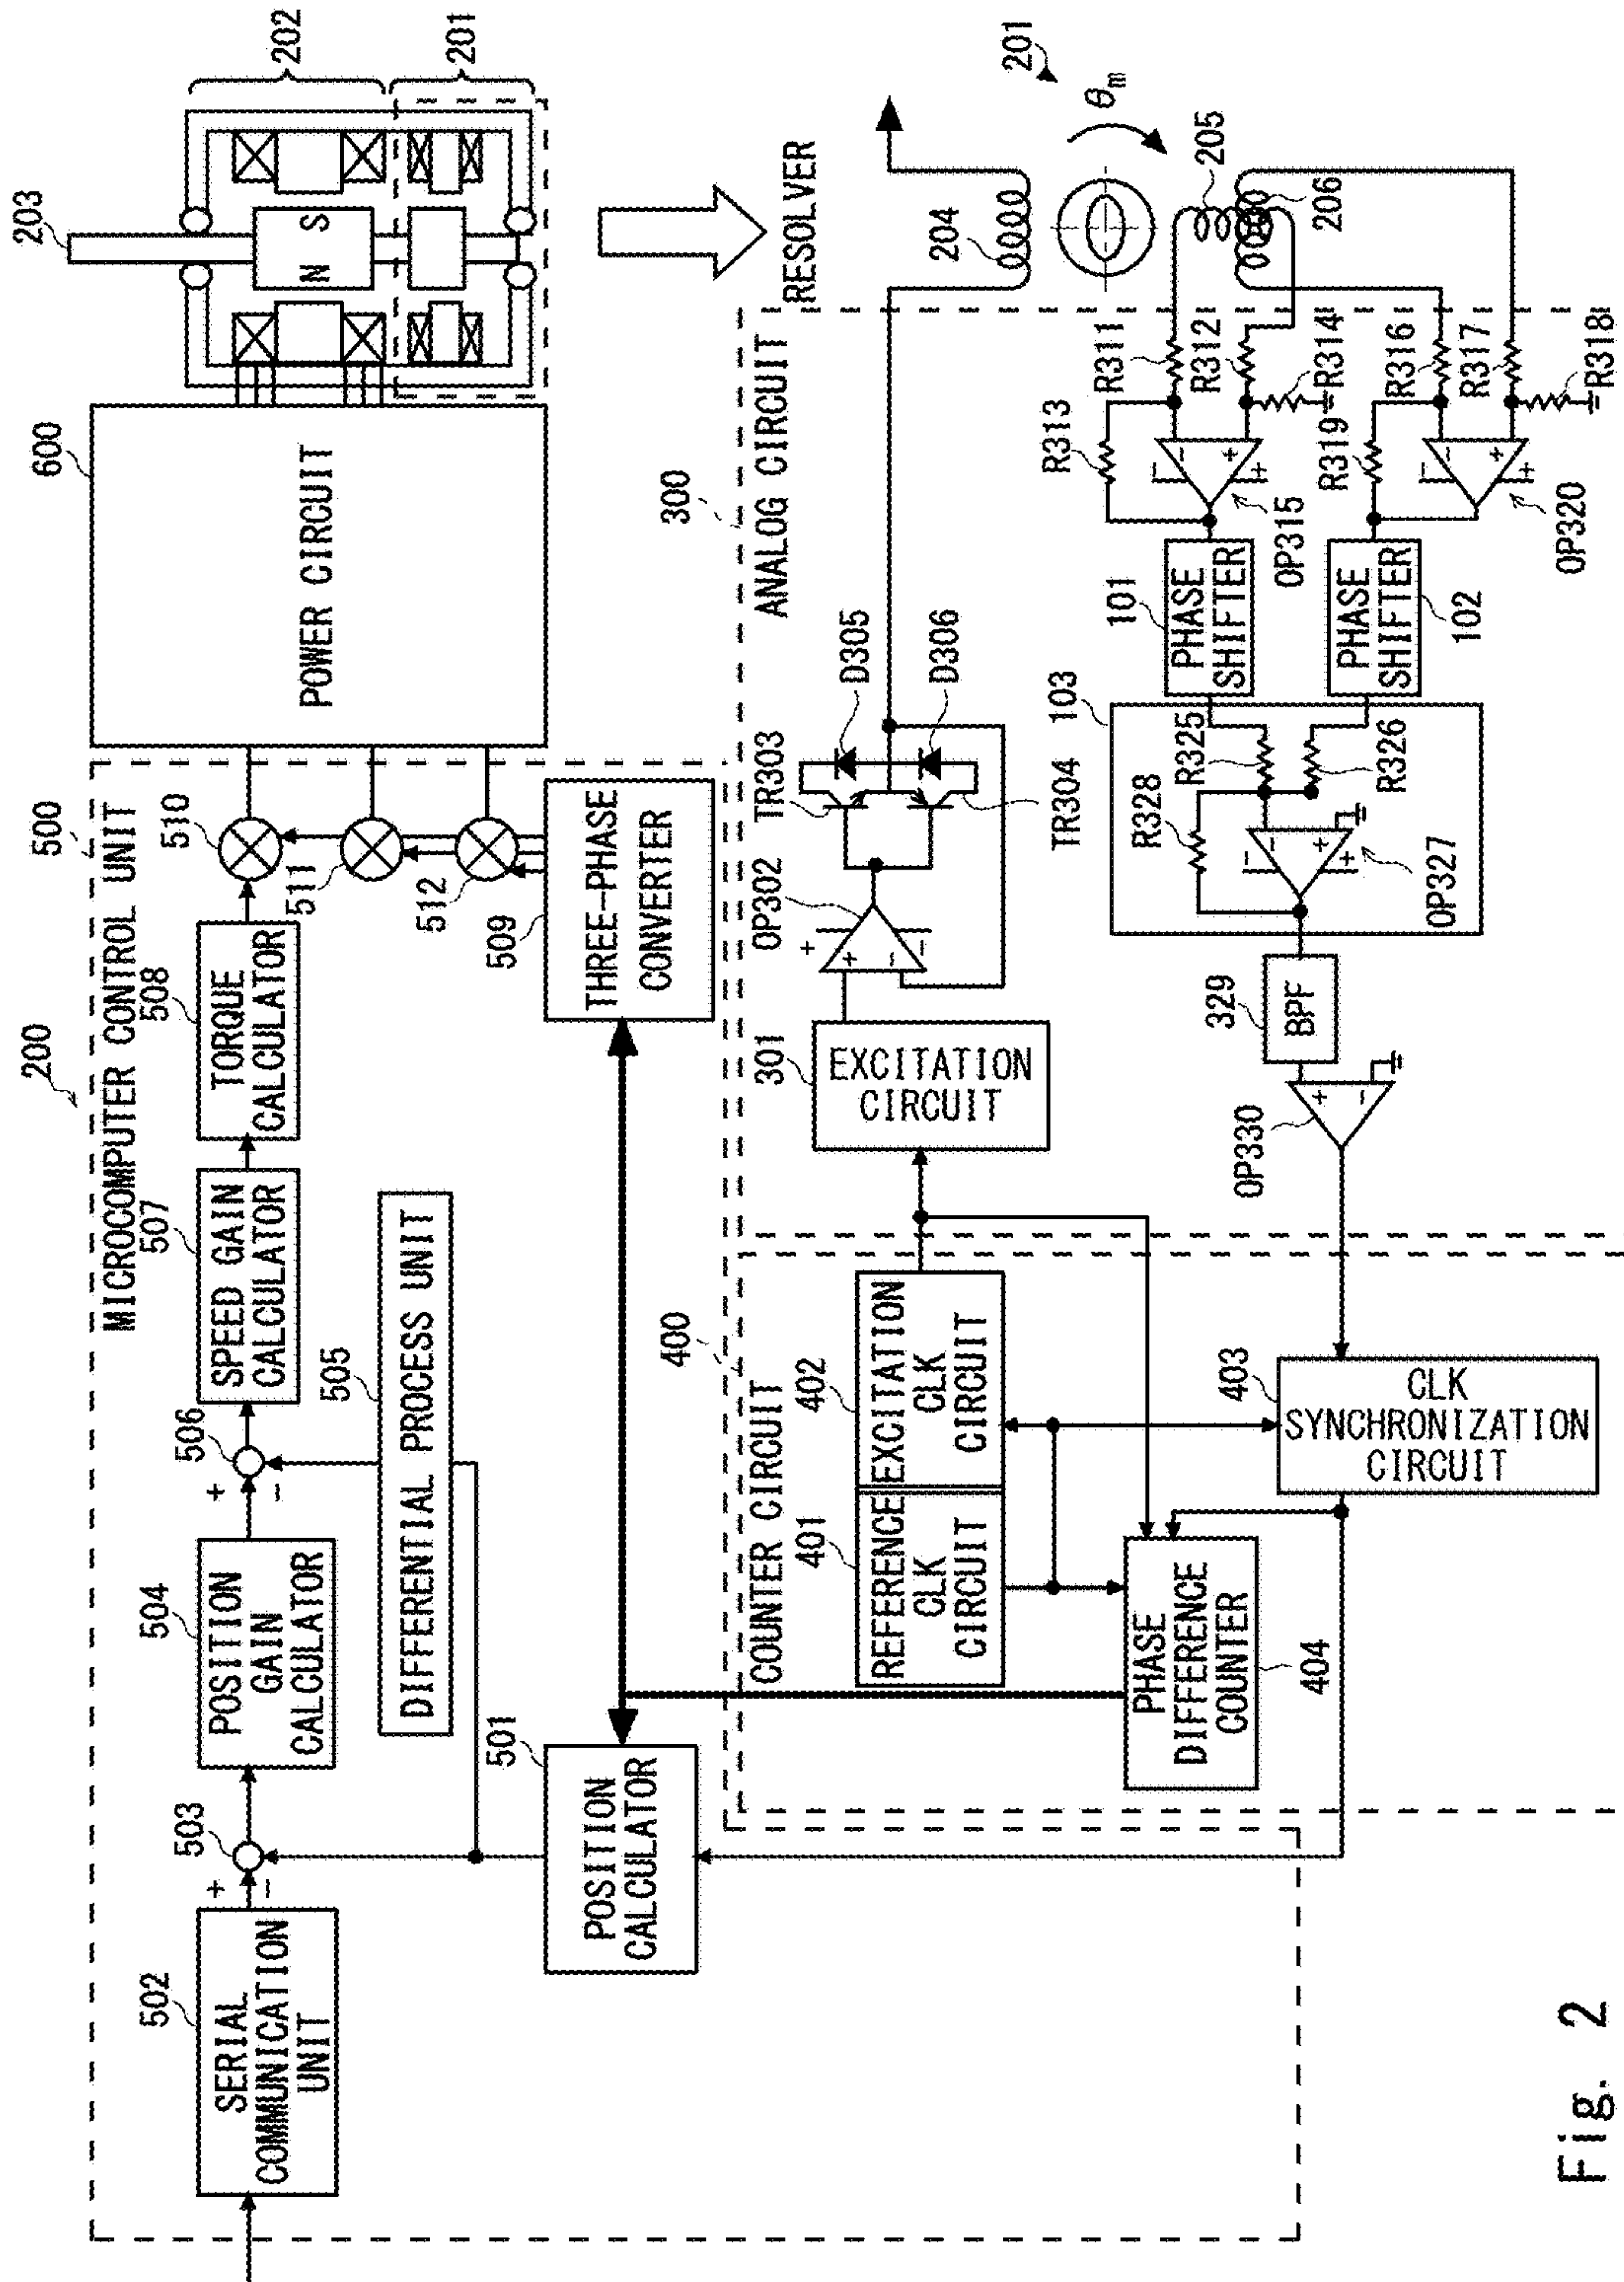 200
MICROCOMPUTER CONTROL UNIT
500
502
SERIAL
COMMUNICATION
UNIT
503
+
-
504
POSITION
GAIN
CALCULATOR
506
+
-
507
SPEED GAIN
CALCULATOR
508
TORQUE
CALCULATOR
510
511
512
505
DIFFERENTIAL PROCESS UNIT
501
POSITION
CALCULATOR
509
THREE-PHASE
CONVERTER
600
POWER CIRCUIT
203
N S
202
201
RESOLVER
400
COUNTER CIRCUIT
401
REFERENCE
CLK
CIRCUIT
402
EXCITATION
CLK
CIRCUIT
PHASE
DIFFERENCE
COUNTER
404
403
CLK
SYNCHRONIZATION
CIRCUIT
300
ANALOG CIRCUIT
301
EXCITATION
CIRCUIT
OP302
+
+
-
-
TR303
TR304
D305
D306
204
201
θm
205
206
R311
R312
R313
R314
-
-
+
+
OP315
R316
R317
R318
R319
-
-
+
+
OP320
101
PHASE
SHIFTER
PHASE
SHIFTER
102
103
R325
R326
R328
-
-
+
+
OP327
329
BPF
OP330
+
-
Fig. 2